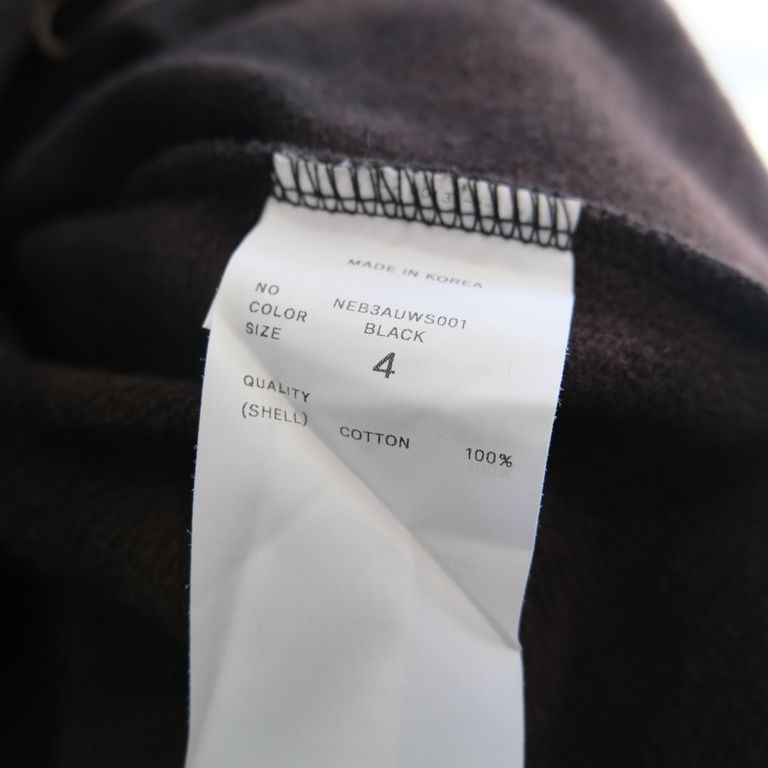 MADE IN KOREA
NO NEB3AUWS001
COLOR BLACK
SIZE 4
QUALITY
(SHELL) COTTON 100%